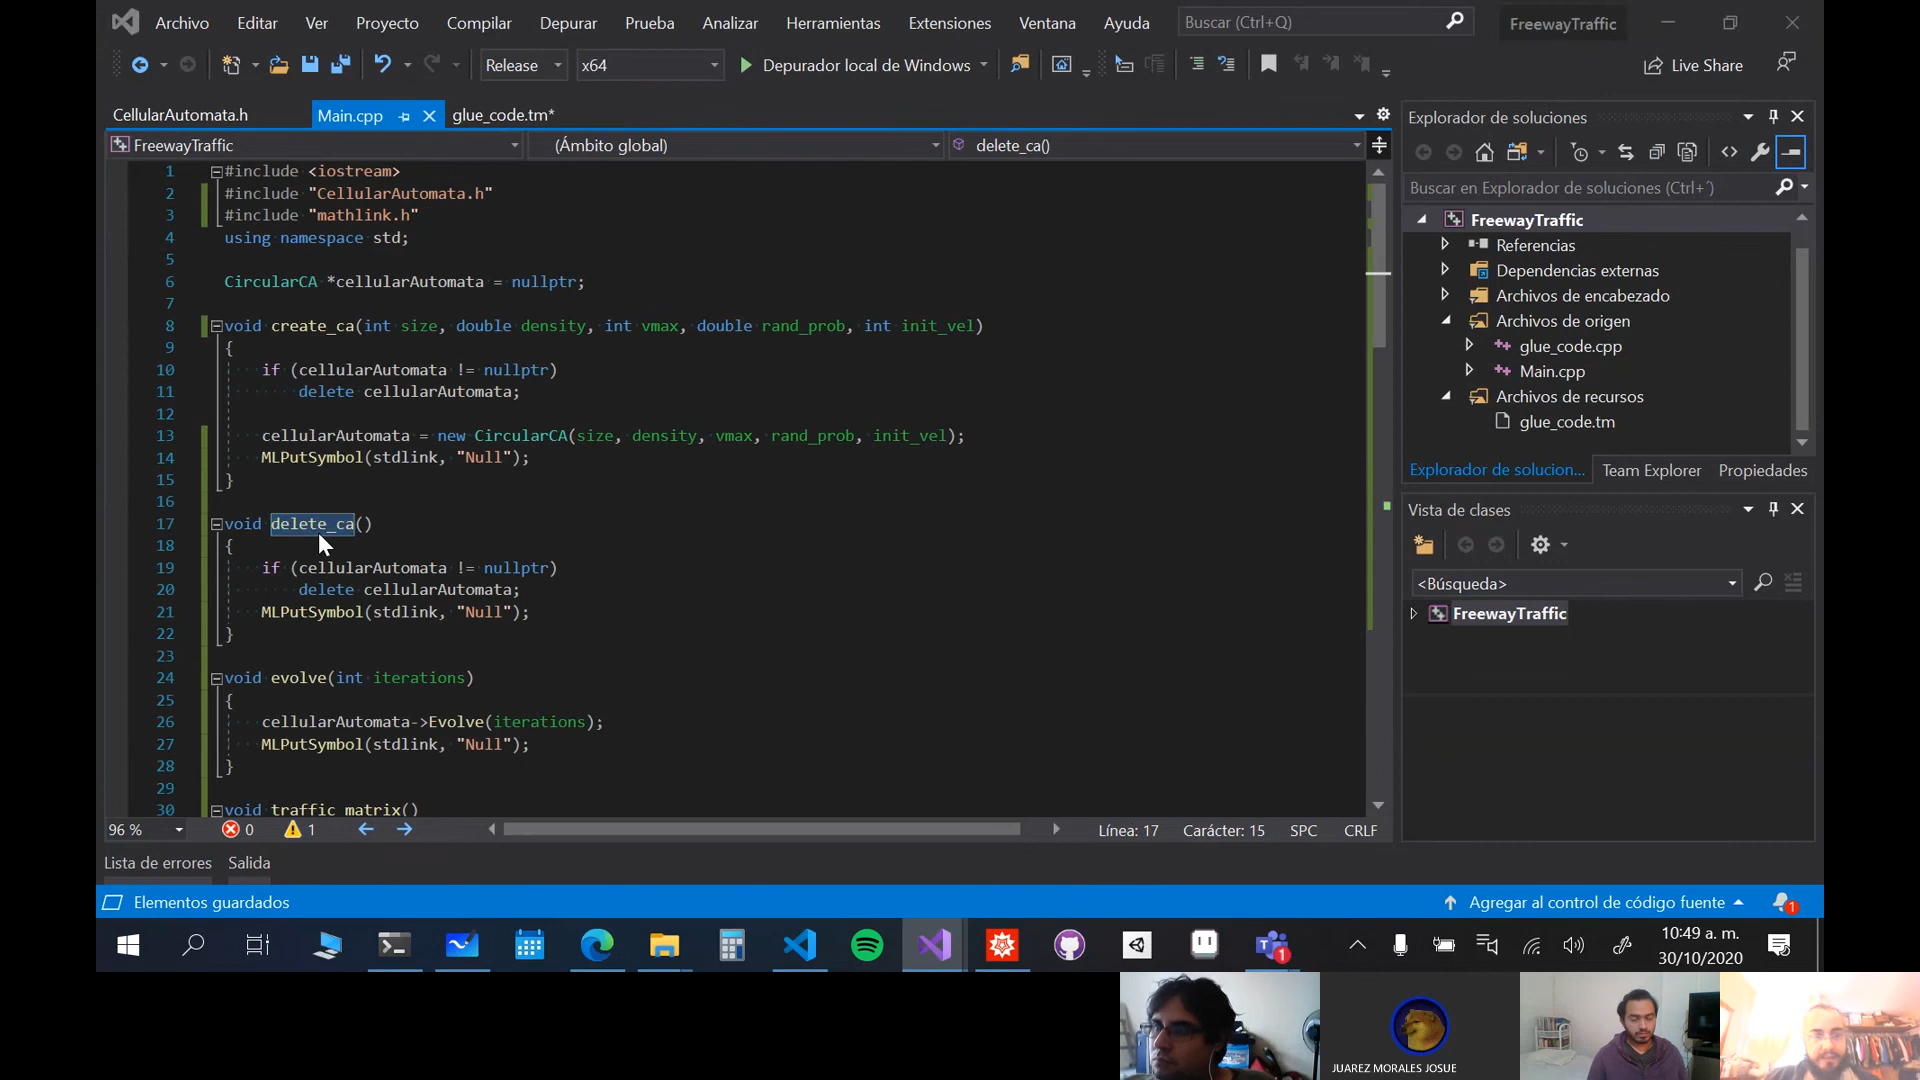 Archivo Editar Ver Proyecto Compilar Depurar Prueba Analizar Herramientas Extensiones Ventana Ayuda Buscar (Ctrl+Q) FreewayTraffic
Release x64 Depurador local de Windows Live Share
CellularAutomata.h Main.cpp glue_code.tm*
FreewayTraffic (Ámbito global) delete_ca()
1 #include <iostream>
2 #include "CellularAutomata.h"
3 #include "mathlink.h"
4 using namespace std;
5
6 CircularCA *cellularAutomata = nullptr;
7
8 void create_ca(int size, double density, int vmax, double rand_prob, int init_vel)
9 {
10 if (cellularAutomata != nullptr)
11 delete cellularAutomata;
12
13 cellularAutomata = new CircularCA(size, density, vmax, rand_prob, init_vel);
14 MLPutSymbol(stdlink, "Null");
15 }
16
17 void delete_ca()
18 {
19 if (cellularAutomata != nullptr)
20 delete cellularAutomata;
21 MLPutSymbol(stdlink, "Null");
22 }
23
24 void evolve(int iterations)
25 {
26 cellularAutomata->Evolve(iterations);
27 MLPutSymbol(stdlink, "Null");
28 }
29
30 void traffic_matrix()
96 % 0 1 Línea: 17 Carácter: 15 SPC CRLF
Lista de errores Salida
Explorador de soluciones
Buscar en Explorador de soluciones (Ctrl+´)
FreewayTraffic
Referencias
Dependencias externas
Archivos de encabezado
Archivos de origen
glue_code.cpp
Main.cpp
Archivos de recursos
glue_code.tm
Explorador de solucion... Team Explorer Propiedades
Vista de clases
<Búsqueda>
FreewayTraffic
Elementos guardados Agregar al control de código fuente 1
1 10:49 a. m.
30/10/2020
JUAREZ MORALES JOSUE